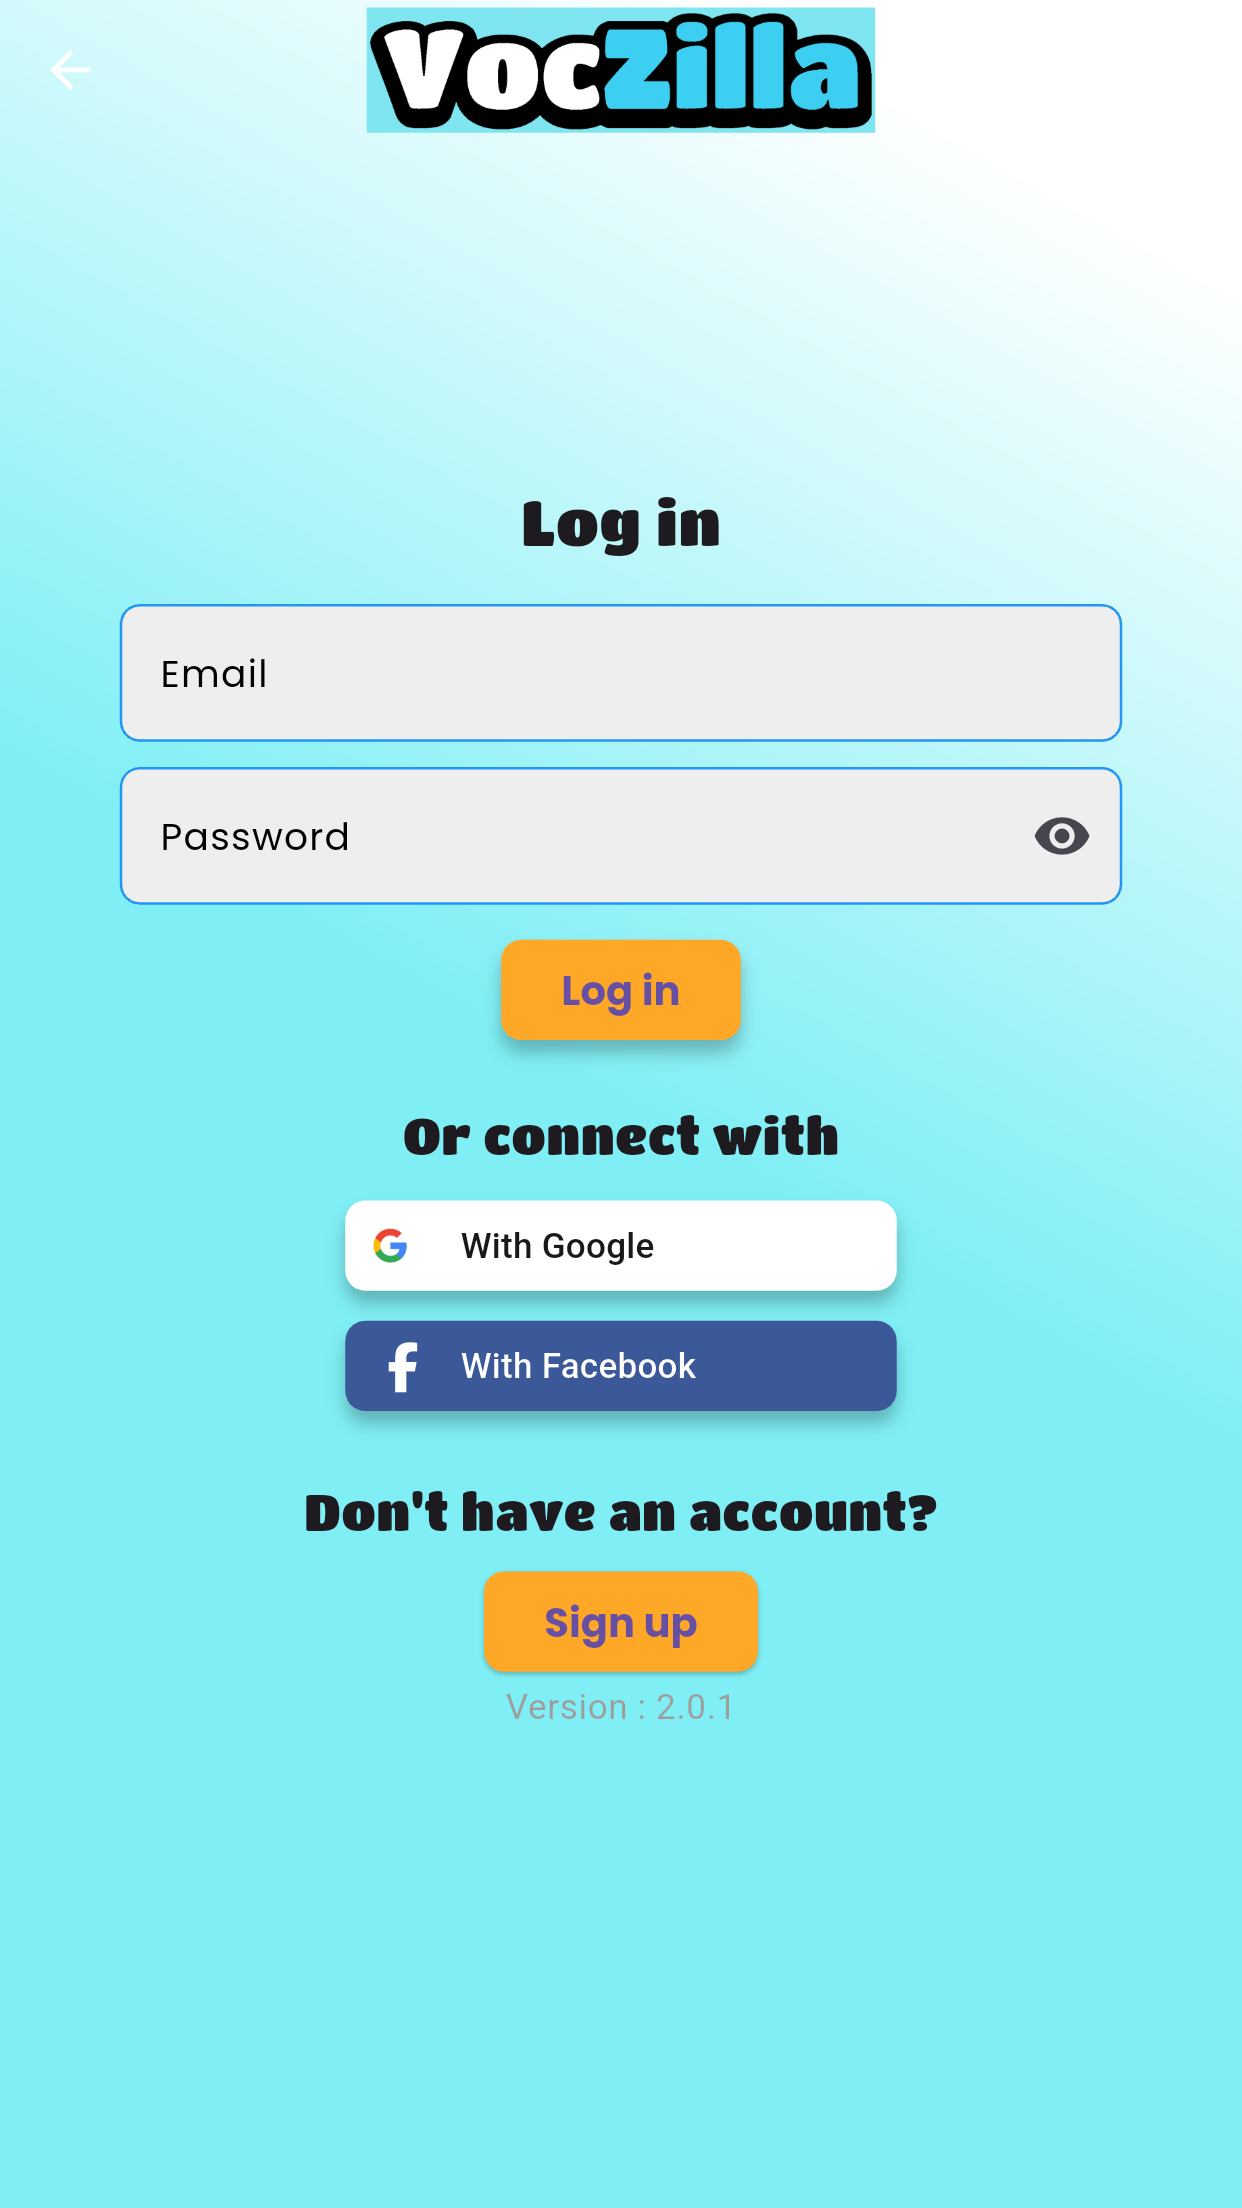 VocZilla
Log in
Email
Password
Log in
Or connect with
With Google
With Facebook
Don't have an account?
Sign up
Version : 2.0.1